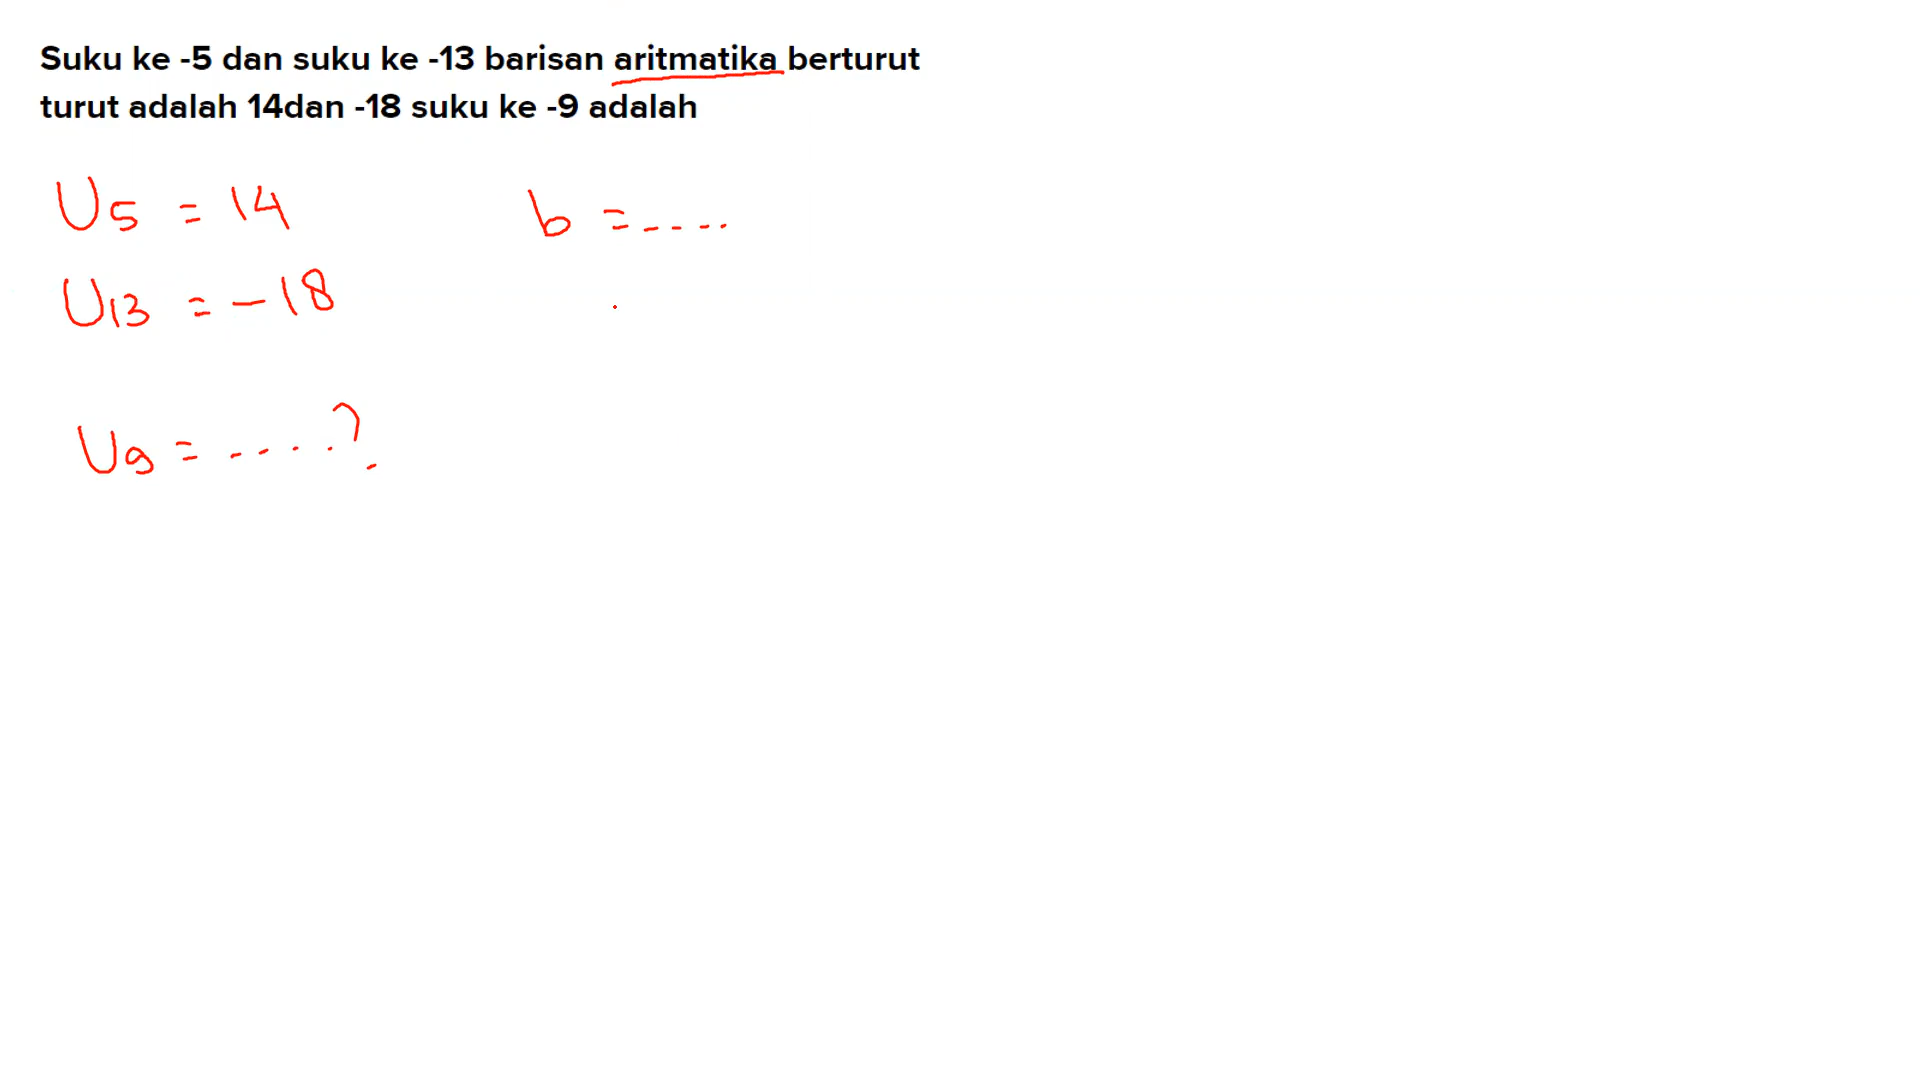 Suku ke -5 dan suku ke -13 barisan aritmatika berturut
turut adalah 14dan -18 suku ke -9 adalah
U5 = 14
b = ....
U13 = -18
U9 = ....?